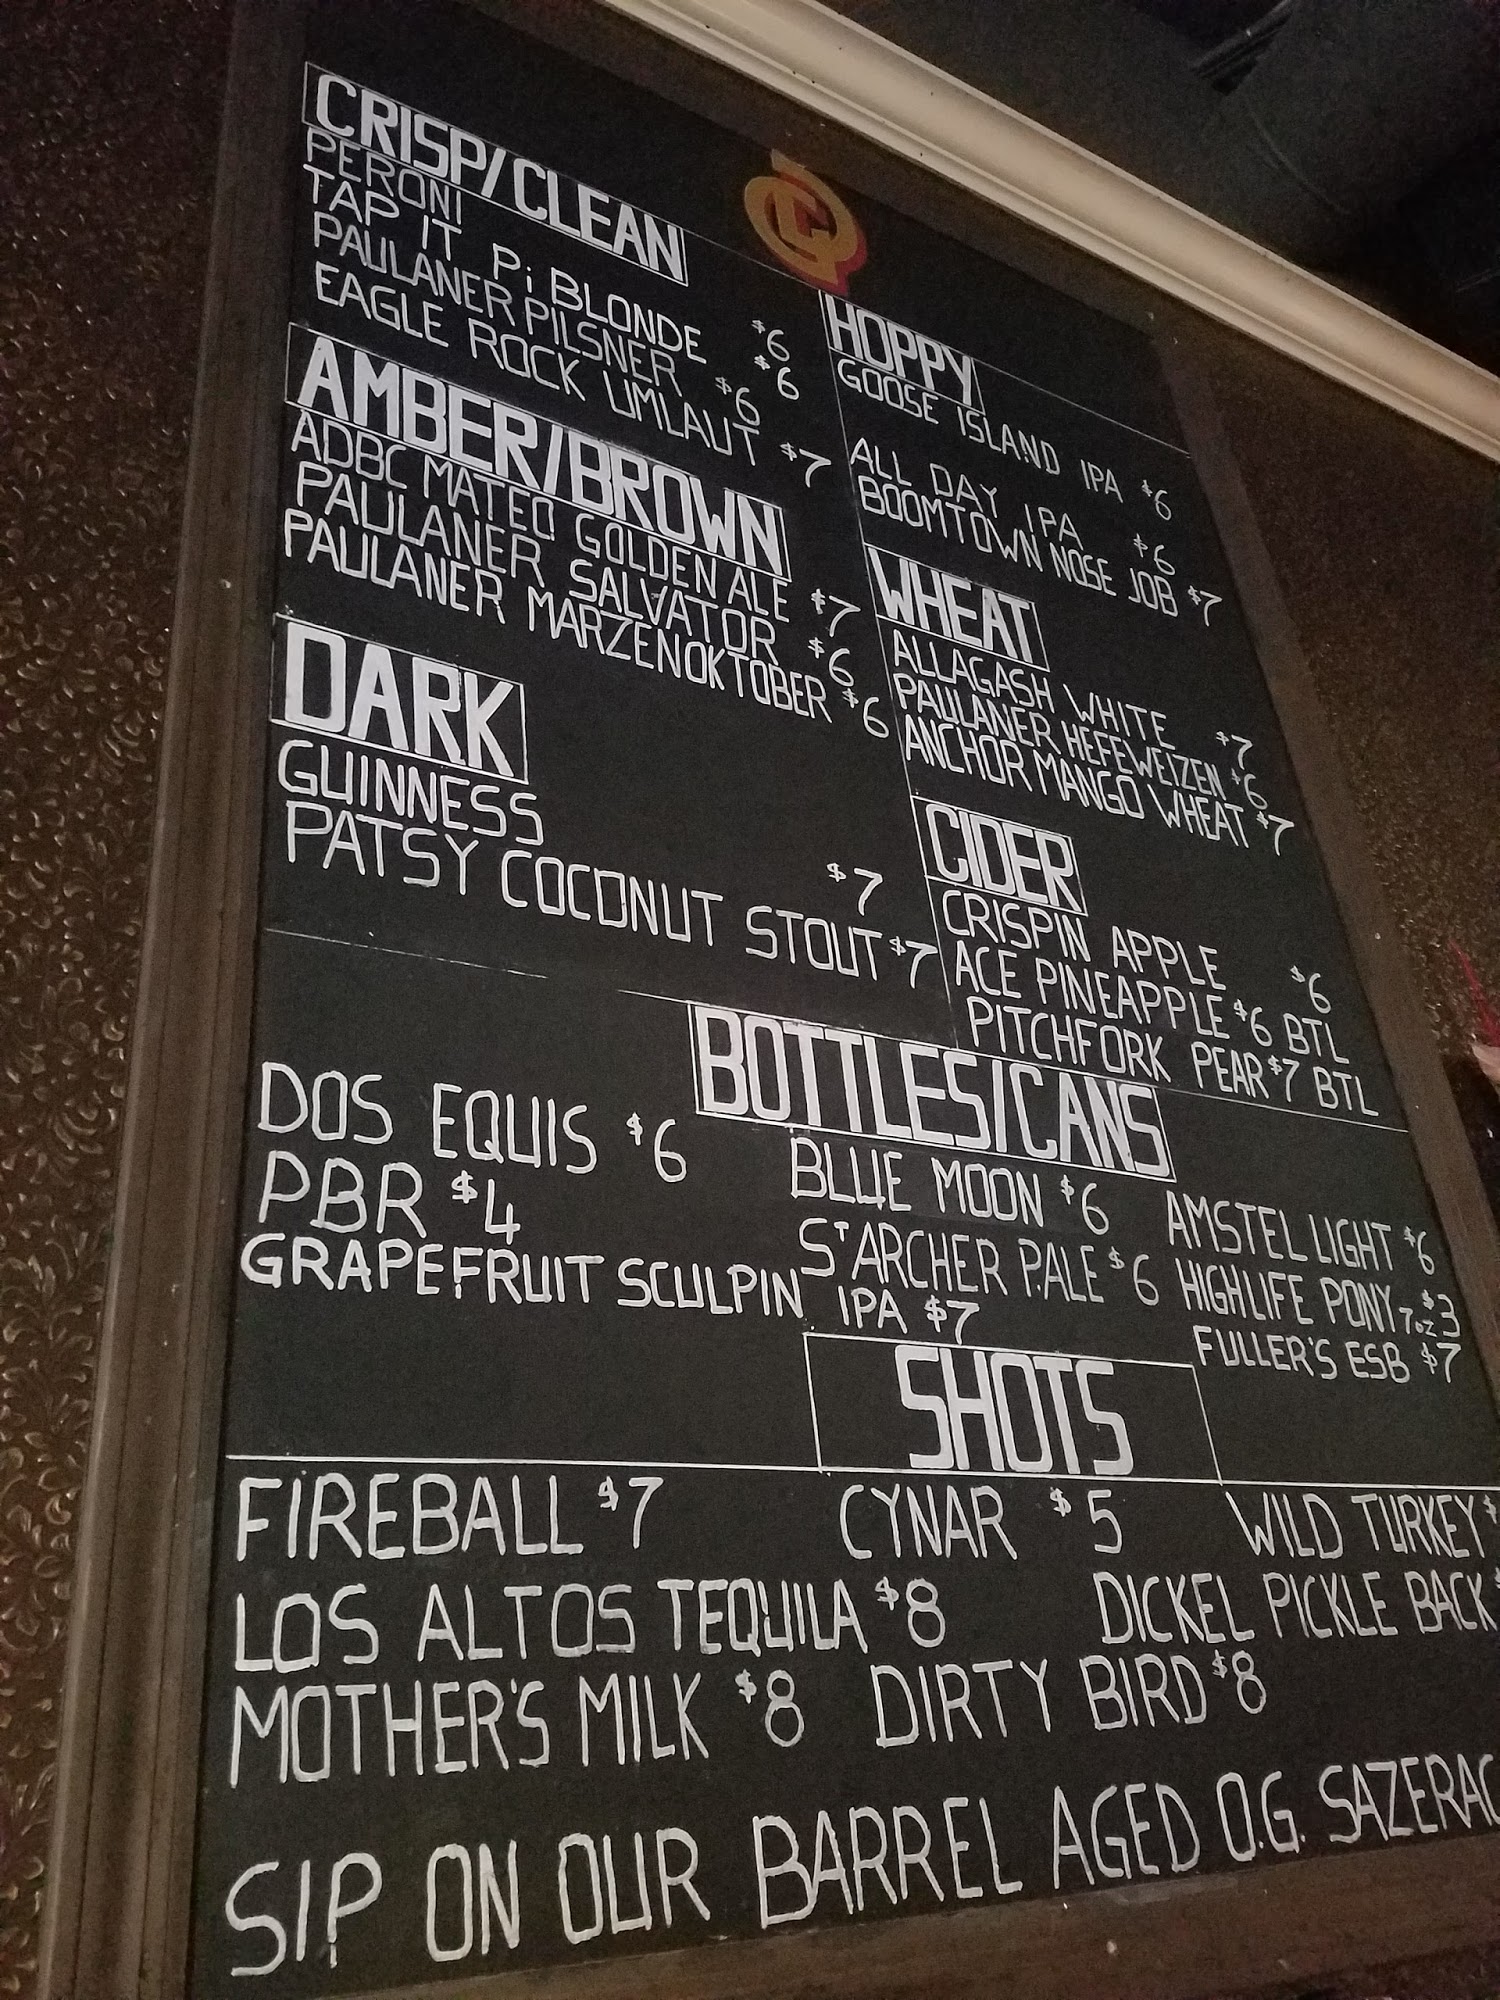 CRISP/CLEAN
PERONI $6
TAP IT Pi BLONDE $6
PAULANER PILSNER $6
EAGLE ROCK UMLAUT $7
AMBER/BROWN
ADBC MATEO GOLDEN ALE $7
PAULANER SALVATOR $6
PAULANER MARZEN OKTOBER $6
DARK
GUINNESS $7
PATSY COCONUT STOUT $7
HOPPY
GOOSE ISLAND IPA $6
ALL DAY IPA $6
BOOMTOWN NOSE JOB $7
WHEAT
ALLAGASH WHITE $7
PAULANER HEFEWEIZEN $6
ANCHOR MANGO WHEAT $7
CIDER
CRISPIN APPLE $6
ACE PINEAPPLE $6 BTL
PITCHFORK PEAR $7 BTL
BOTTLES/CANS
DOS EQUIS $6
PBR $4
GRAPEFRUIT SCULPIN IPA $7
BLUE MOON $6
ST ARCHER PALE $6
AMSTEL LIGHT $6
HIGHLIFE PONY 7oz $3
FULLER'S ESB $7
SHOTS
FIREBALL $7 CYNAR $5 WILD TURKEY $
LOS ALTOS TEQUILA $8 DICKEL PICKLE BACK
MOTHER'S MILK $8 DIRTY BIRD $8
SIP ON OUR BARREL AGED O.G. SAZERAC